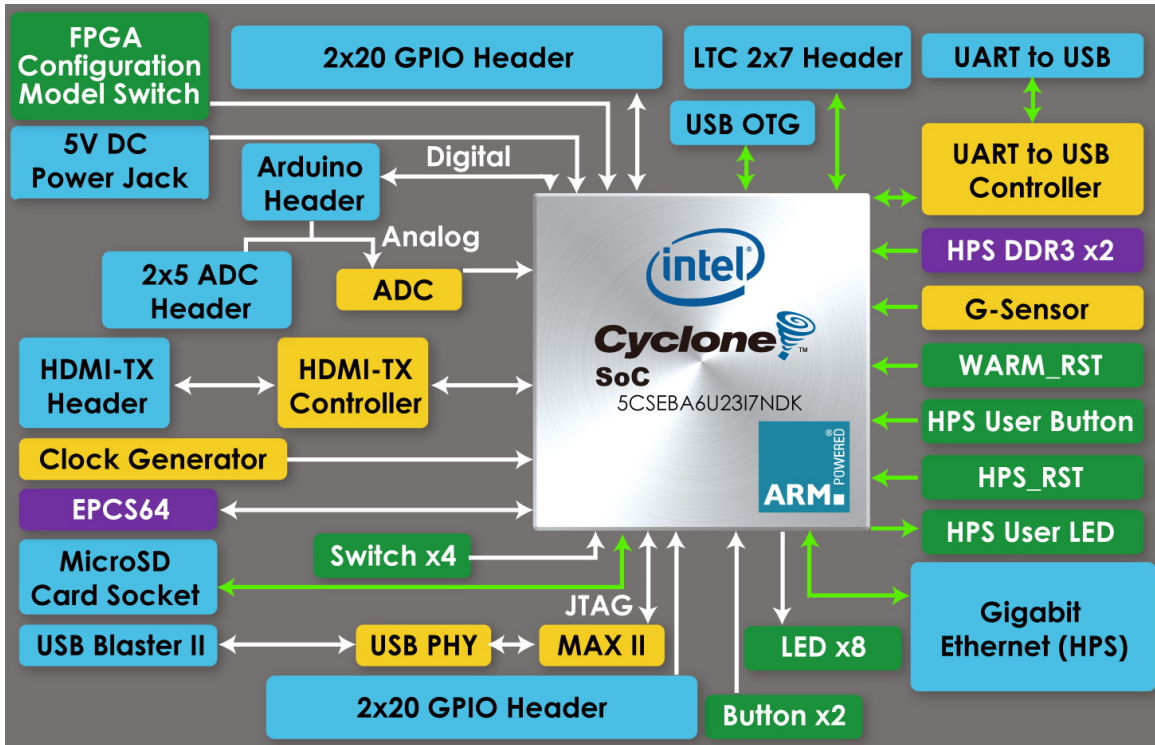 FPGA
Configuration
Model Switch
2x20 GPIO Header
LTC 2x7 Header
UART to USB
5V DC
Power Jack
USB OTG
Arduino
Header
Digital
UART to USB
Controller
Analog
2x5 ADC
Header
ADC
intel
HPS DDR3 x2
G-Sensor
Cyclone
TM
SoC
5CSEBA6U23I7NDK
HDMI-TX
Header
HDMI-TX
Controller
WARM_RST
HPS User Button
Clock Generator
ARM
POWERED
®
HPS_RST
EPCS64
HPS User LED
MicroSD
Card Socket
Switch x4
JTAG
Gigabit
Ethernet (HPS)
USB Blaster II
USB PHY
MAX II
LED x8
2x20 GPIO Header
Button x2